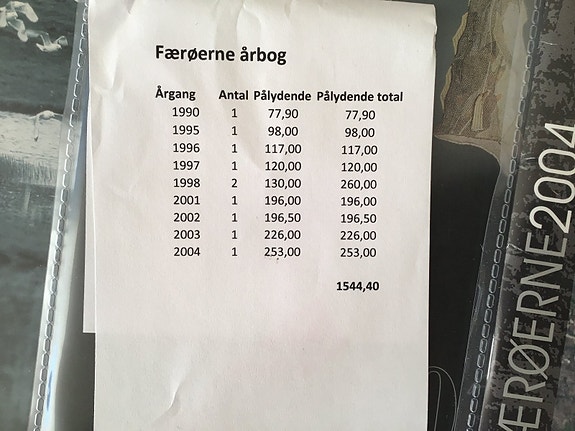 Færøerne årbog
Årgang Antal Pålydende Pålydende total
1990 1 77,90 77,90
1995 1 98,00 98,00
1996 1 117,00 117,00
1997 1 120,00 120,00
1998 2 130,00 260,00
2001 1 196,00 196,00
2002 1 196,50 196,50
2003 1 226,00 226,00
2004 1 253,00 253,00
1544,40
ÆRØERNE2004